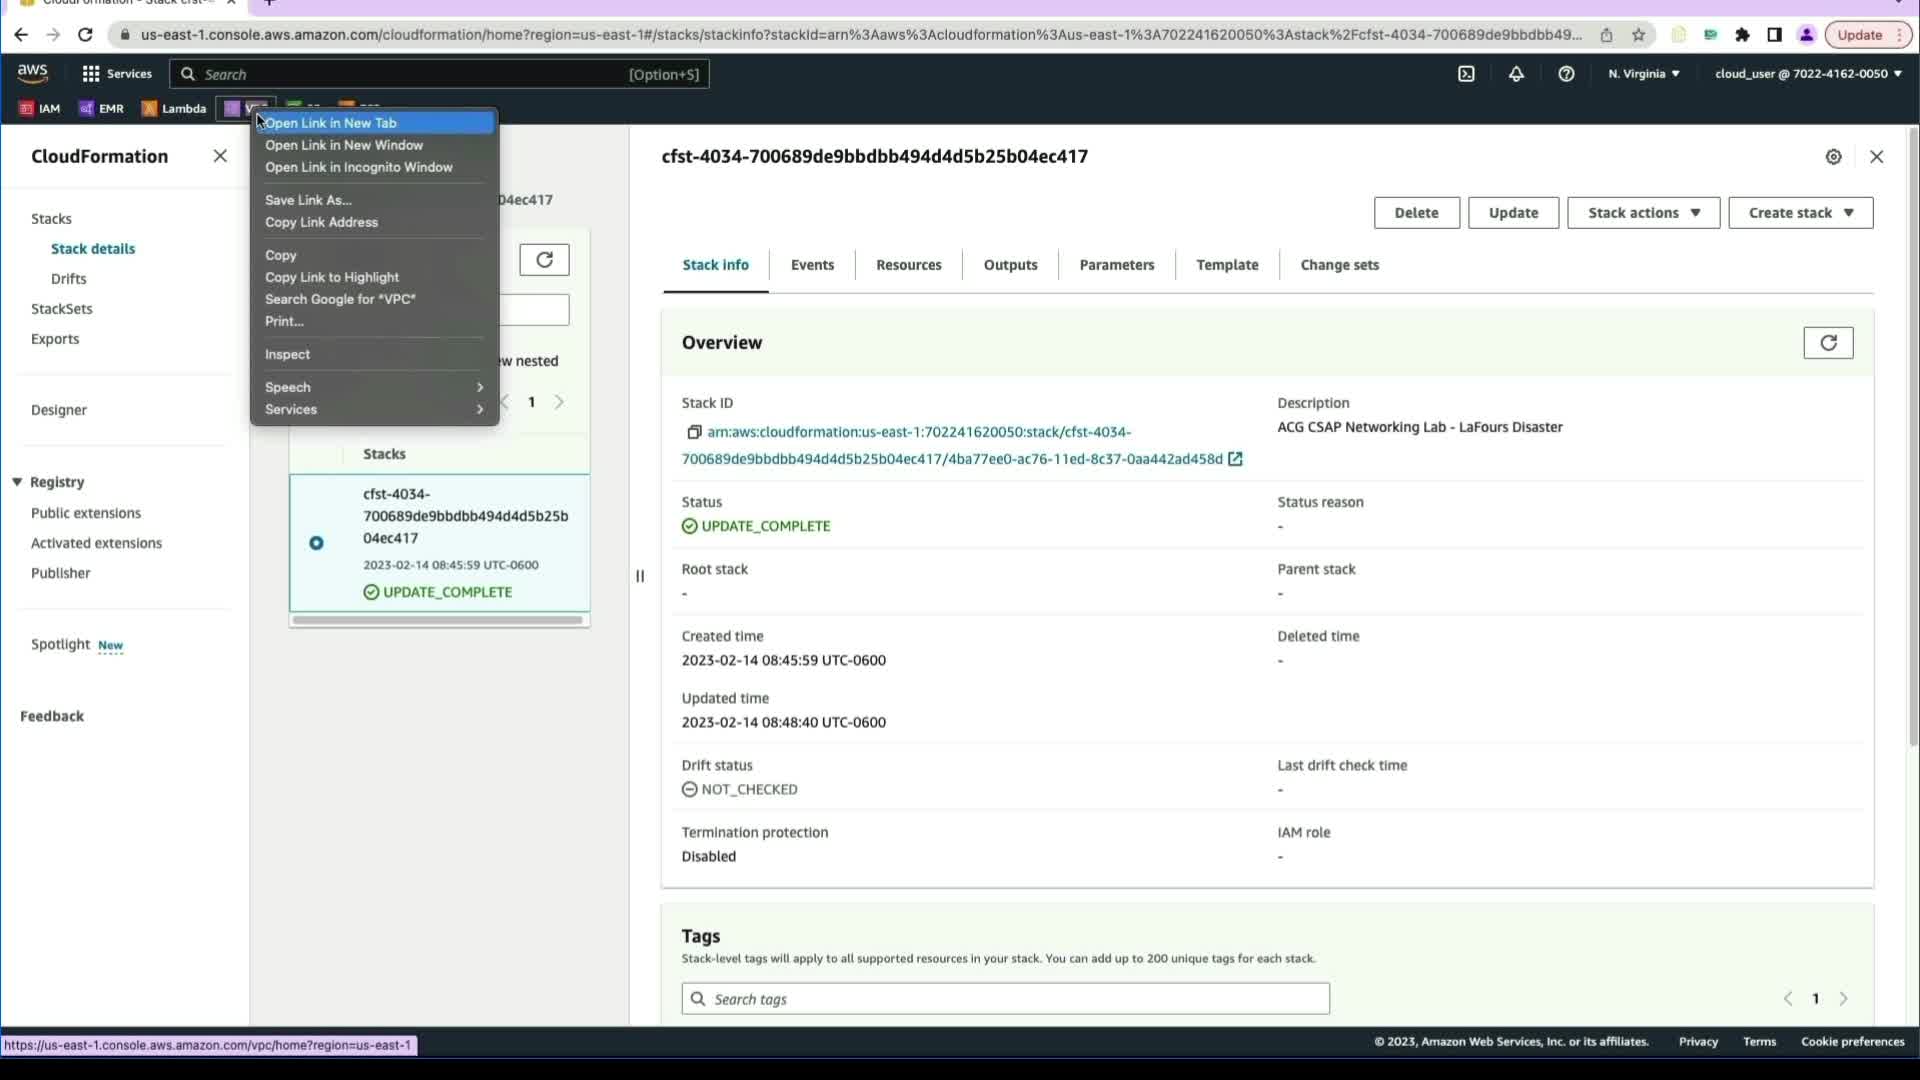 us-east-1.console.aws.amazon.com/cloudformation/home?region=us-east-1#/stacks/stackinfo?stackId=arn%3Aaws%3Acloudformation%3Aus-east-1%3A702241620050%3Astack%2Fcfst-4034-700689de9bbdbb49...
Update
aws
Services
Search
[Option+S]
N. Virginia
cloud_user @ 7022-4162-0050
IAM
EMR
Lambda
Open Link in New Tab
Open Link in New Window
Open Link in Incognito Window
Save Link As...
Copy Link Address
Copy
Copy Link to Highlight
Search Google for "VPC"
Print...
Inspect
Speech
Services
CloudFormation
Stacks
Stack details
Drifts
StackSets
Exports
Designer
Registry
Public extensions
Activated extensions
Publisher
Spotlight New
Feedback
04ec417
ew nested
1
Stacks
cfst-4034-
700689de9bbdbb494d4d5b25b
04ec417
2023-02-14 08:45:59 UTC-0600
UPDATE_COMPLETE
cfst-4034-700689de9bbdbb494d4d5b25b04ec417
Delete
Update
Stack actions
Create stack
Stack info
Events
Resources
Outputs
Parameters
Template
Change sets
Overview
Stack ID
arn:aws:cloudformation:us-east-1:702241620050:stack/cfst-4034-
700689de9bbdbb494d4d5b25b04ec417/4ba77ee0-ac76-11ed-8c37-0aa442ad458d
Description
ACG CSAP Networking Lab - LaFours Disaster
Status
UPDATE_COMPLETE
Status reason
-
Root stack
-
Parent stack
-
Created time
2023-02-14 08:45:59 UTC-0600
Deleted time
-
Updated time
2023-02-14 08:48:40 UTC-0600
Drift status
NOT_CHECKED
Last drift check time
-
Termination protection
Disabled
IAM role
-
Tags
Stack-level tags will apply to all supported resources in your stack. You can add up to 200 unique tags for each stack.
Search tags
1
https://us-east-1.console.aws.amazon.com/vpc/home?region=us-east-1
© 2023, Amazon Web Services, Inc. or its affiliates.
Privacy
Terms
Cookie preferences